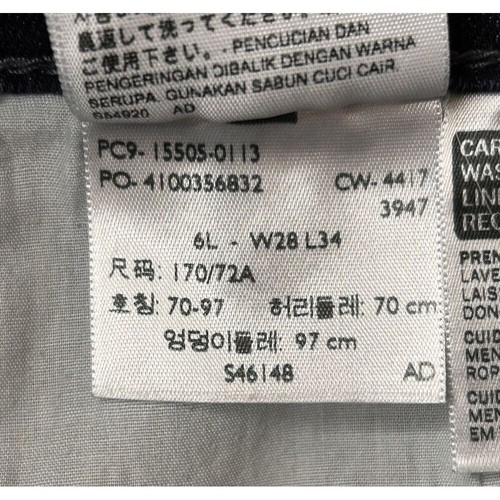 裏返して洗ってください。
ご使用下さい。. PENCUCIAN DAN
PENGERINGAN DIBALIK DENGAN WARNA
SERUPA. GUNAKAN SABUN CUCI CAIR.
S54920 AD
PC9- 15505-0113
PO- 4100356832 CW- 4417
3947
6L - W28 L34
尺码: 170/72A
호칭: 70-97 허리둘레: 70 cm
엉덩이둘레: 97 cm
S46148 AD
CAR
WAS
LIN
REC
PREN
LAVE
LAIS
DON
CUID
MEN
ROP
CUID
MEN
EM